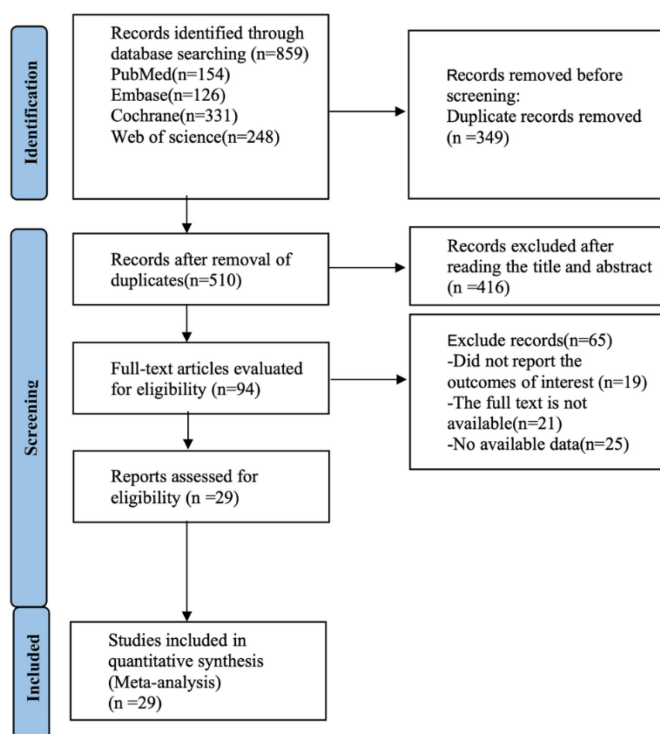 Identification
Records identified through
database searching (n=859)
PubMed(n=154)
Embase(n=126)
Cochrane(n=331)
Web of science(n=248)
Records removed before
screening:
Duplicate records removed
(n =349)
Screening
Records after removal of
duplicates(n=510)
Records excluded after
reading the title and abstract
(n =416)
Full-text articles evaluated
for eligibility (n=94)
Exclude records(n=65)
-Did not report the
outcomes of interest (n=19)
-The full text is not
available(n=21)
-No available data(n=25)
Reports assessed for
eligibility (n =29)
Included
Studies included in
quantitative synthesis
(Meta-analysis)
(n =29)